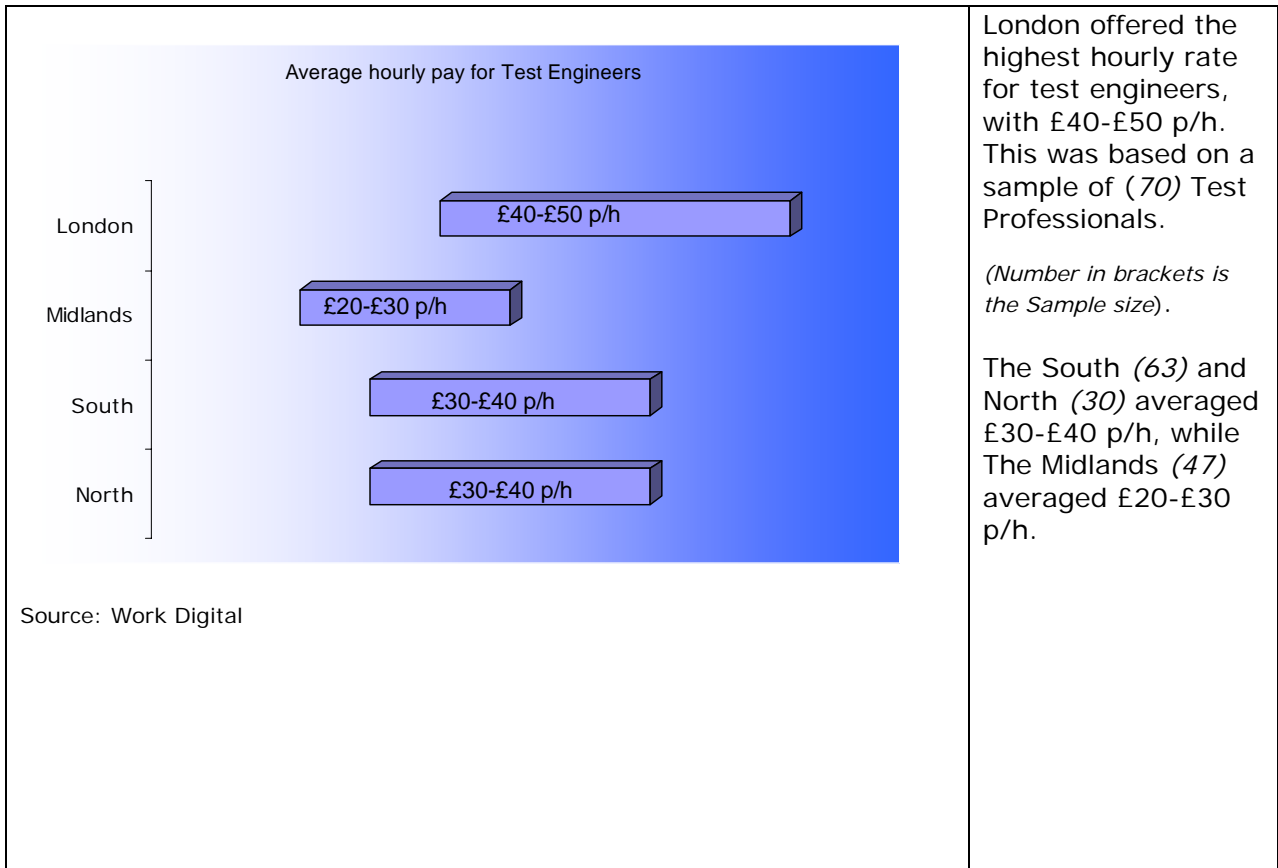 Average hourly pay for Test Engineers
London
£40-£50 p/h
Midlands
£20-£30 p/h
South
£30-£40 p/h
North
£30-£40 p/h
Source: Work Digital
London offered the
highest hourly rate
for test engineers,
with £40-£50 p/h.
This was based on a
sample of (70) Test
Professionals.
(Number in brackets is
the Sample size).
The South (63) and
North (30) averaged
£30-£40 p/h, while
The Midlands (47)
averaged £20-£30
p/h.